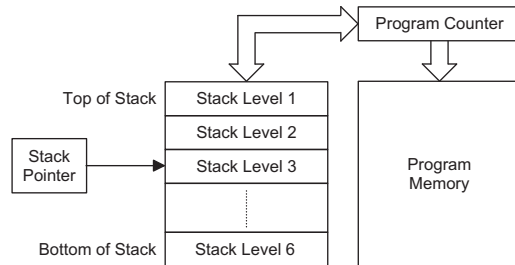 Program Counter
Top of Stack
Stack Level 1
Stack Level 2
Stack
Pointer
Stack Level 3
Program
Memory
Bottom of Stack
Stack Level 6